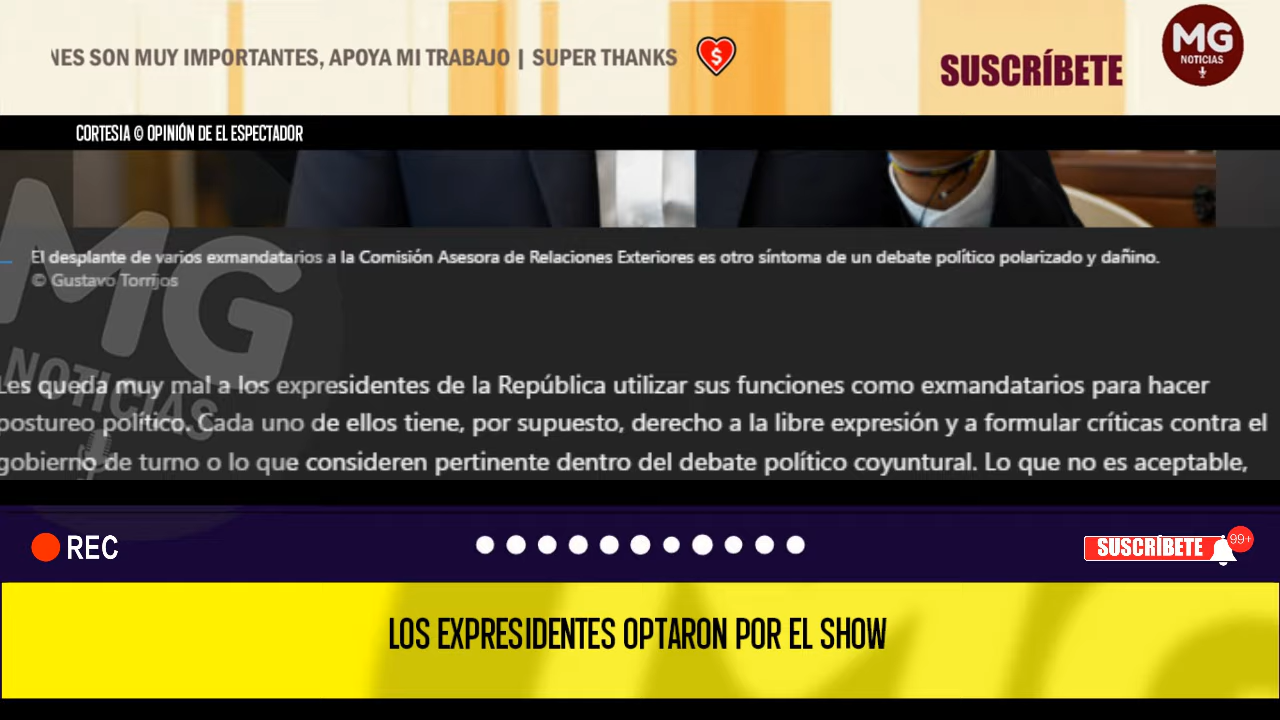 NES SON MUY IMPORTANTES, APOYA MI TRABAJO | SUPER THANKS
SUSCRÍBETE
MG
NOTICIAS
CORTESIA © OPINIÓN DE EL ESPECTADOR
El desplante de varios exmandatarios a la Comisión Asesora de Relaciones Exteriores es otro síntoma de un debate político polarizado y dañino.
© Gustavo Torrijos
MG
NOTICIAS
Les queda muy mal a los expresidentes de la República utilizar sus funciones como exmandatarios para hacer
postureo político. Cada uno de ellos tiene, por supuesto, derecho a la libre expresión y a formular críticas contra el
gobierno de turno o lo que consideren pertinente dentro del debate político coyuntural. Lo que no es aceptable,
REC
SUSCRÍBETE
99+
LOS EXPRESIDENTES OPTARON POR EL SHOW